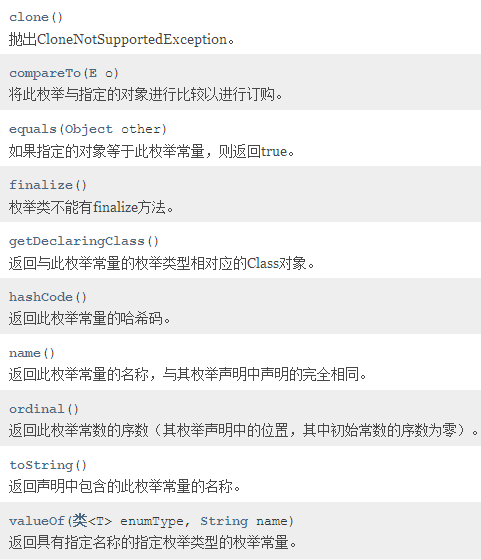 clone()
抛出CloneNotSupportedException。
compareTo(E o)
将此枚举与指定的对象进行比较以进行订购。
equals(Object other)
如果指定的对象等于此枚举常量，则返回true。
finalize()
枚举类不能有finalize方法。
getDeclaringClass()
返回与此枚举常量的枚举类型相对应的Class对象。
hashCode()
返回此枚举常量的哈希码。
name()
返回此枚举常量的名称，与其枚举声明中声明的完全相同。
ordinal()
返回此枚举常数的序数（其枚举声明中的位置，其中初始常数的序数为零）。
toString()
返回声明中包含的此枚举常量的名称。
valueOf(类<T> enumType, String name)
返回具有指定名称的指定枚举类型的枚举常量。